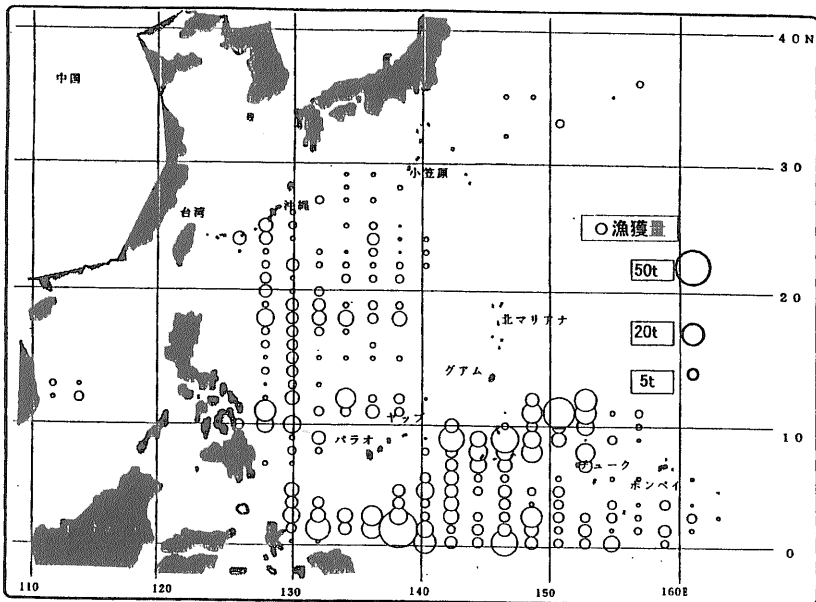 40N
中国
小笠原
30
台湾
沖縄
○漁獲量
50t
20
北マリアナ
20t
グアム
5t
ヤップ
パラオ
10
チューク
ポンペイ
0
110
120
130
140
150
160E